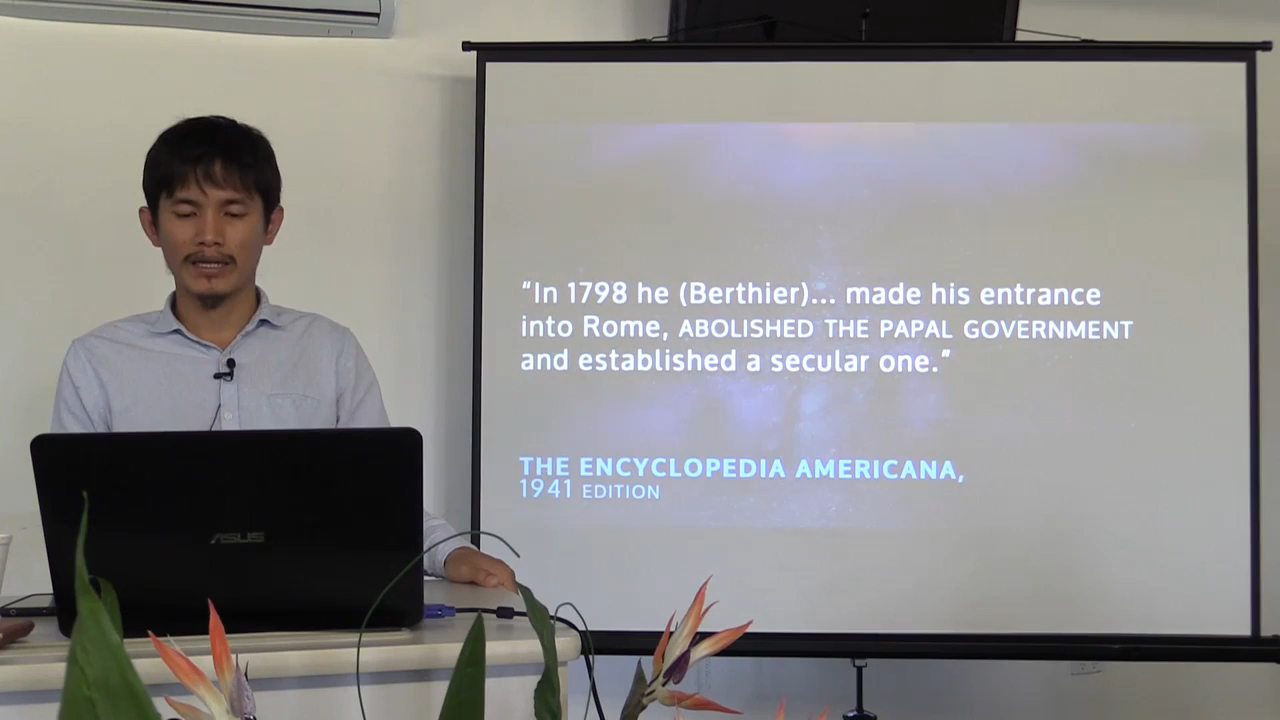 “In 1798 he (Berthier)... made his entrance
into Rome, ABOLISHED THE PAPAL GOVERNMENT
and established a secular one.”
THE ENCYCLOPEDIA AMERICANA,
1941 EDITION
ASUS